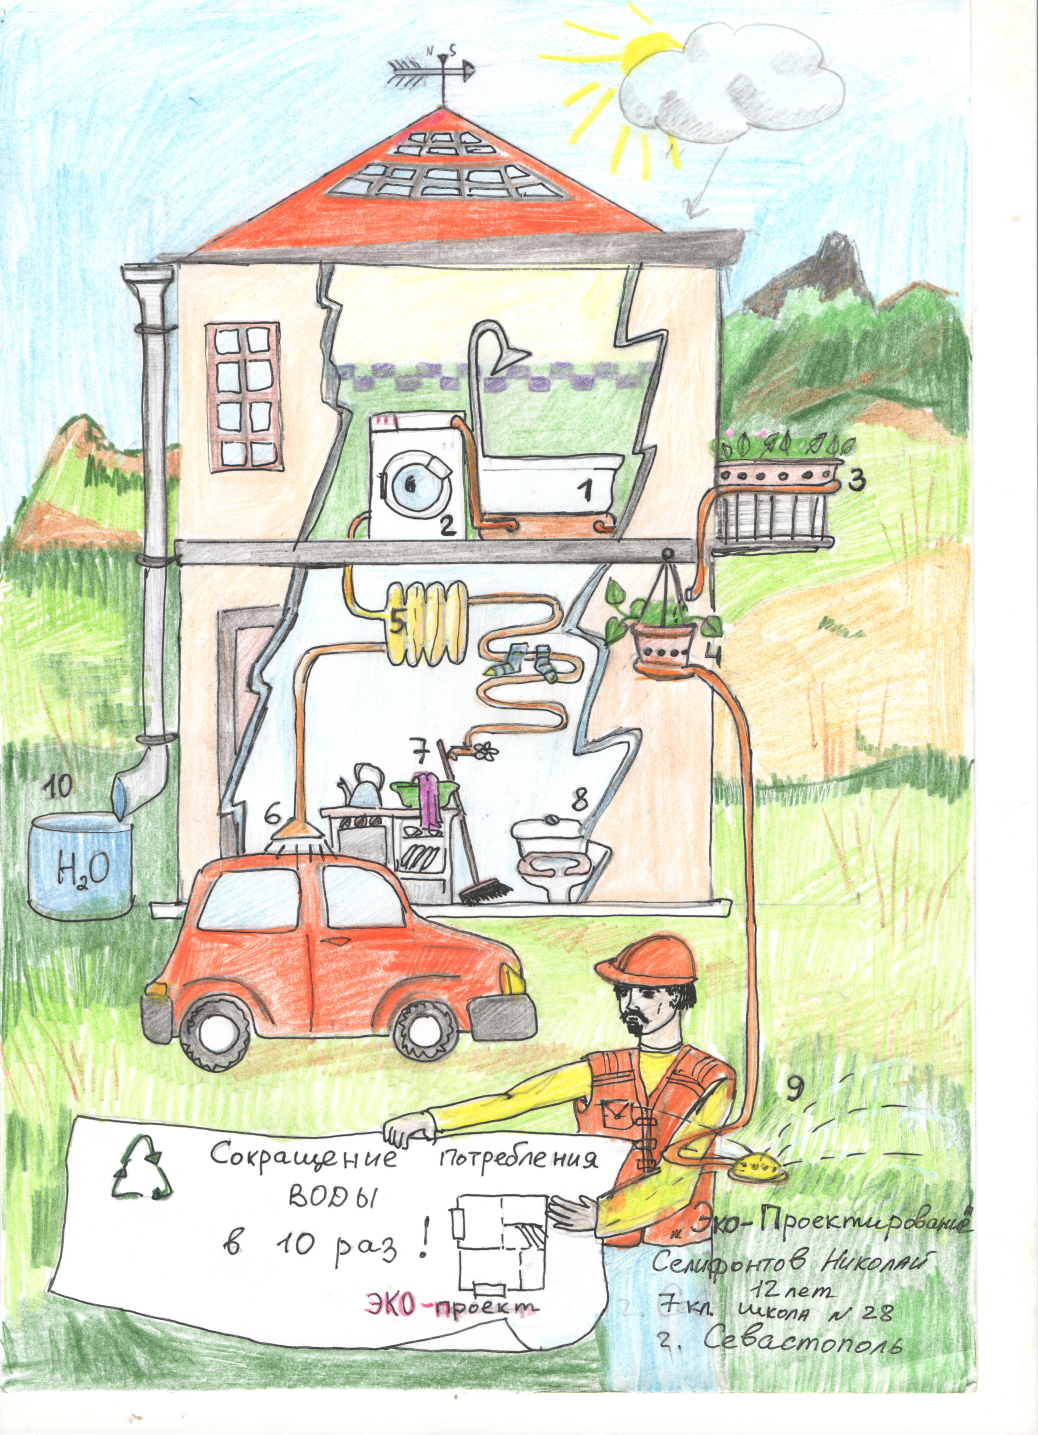 N S
1
2
3
4
5
6
7
8
9
10
H₂O
Сокращение потребления
ВОДЫ
в 10 раз!
ЭКО-проект
"Эко-Проектирование"
Селифонтов Николай
12 лет
7 кл. школа N 28
г. Севастополь